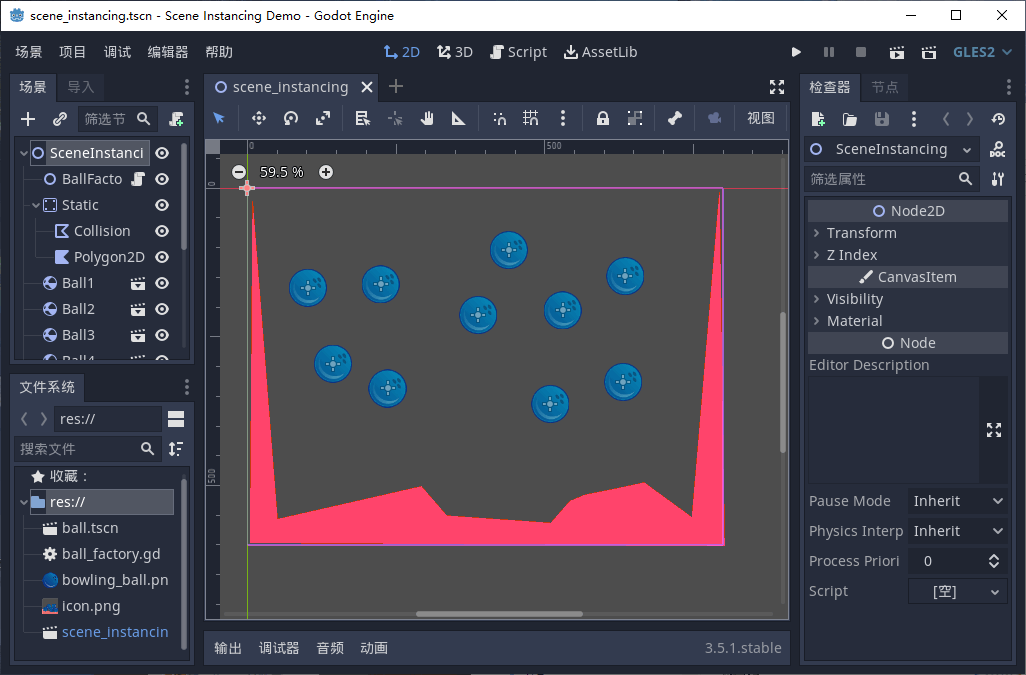 scene_instancing.tscn - Scene Instancing Demo - Godot Engine
场景 项目 调试 编辑器 帮助 2D 3D Script AssetLib GLES2
场景 导入
筛选节
SceneInstanci
BallFacto
Static
Collision
Polygon2D
Ball1
Ball2
Ball3
Ball4
文件系统
res://
搜索文件
收藏：
res://
ball.tscn
ball_factory.gd
bowling_ball.pn
icon.png
scene_instancin
scene_instancing
视图
0 500
59.5 %
0
500
输出 调试器 音频 动画 3.5.1.stable
检查器 节点
SceneInstancing
DOC
筛选属性
Node2D
Transform
Z Index
CanvasItem
Visibility
Material
Node
Editor Description
Pause Mode Inherit
Physics Interp Inherit
Process Priori 0
Script [空]